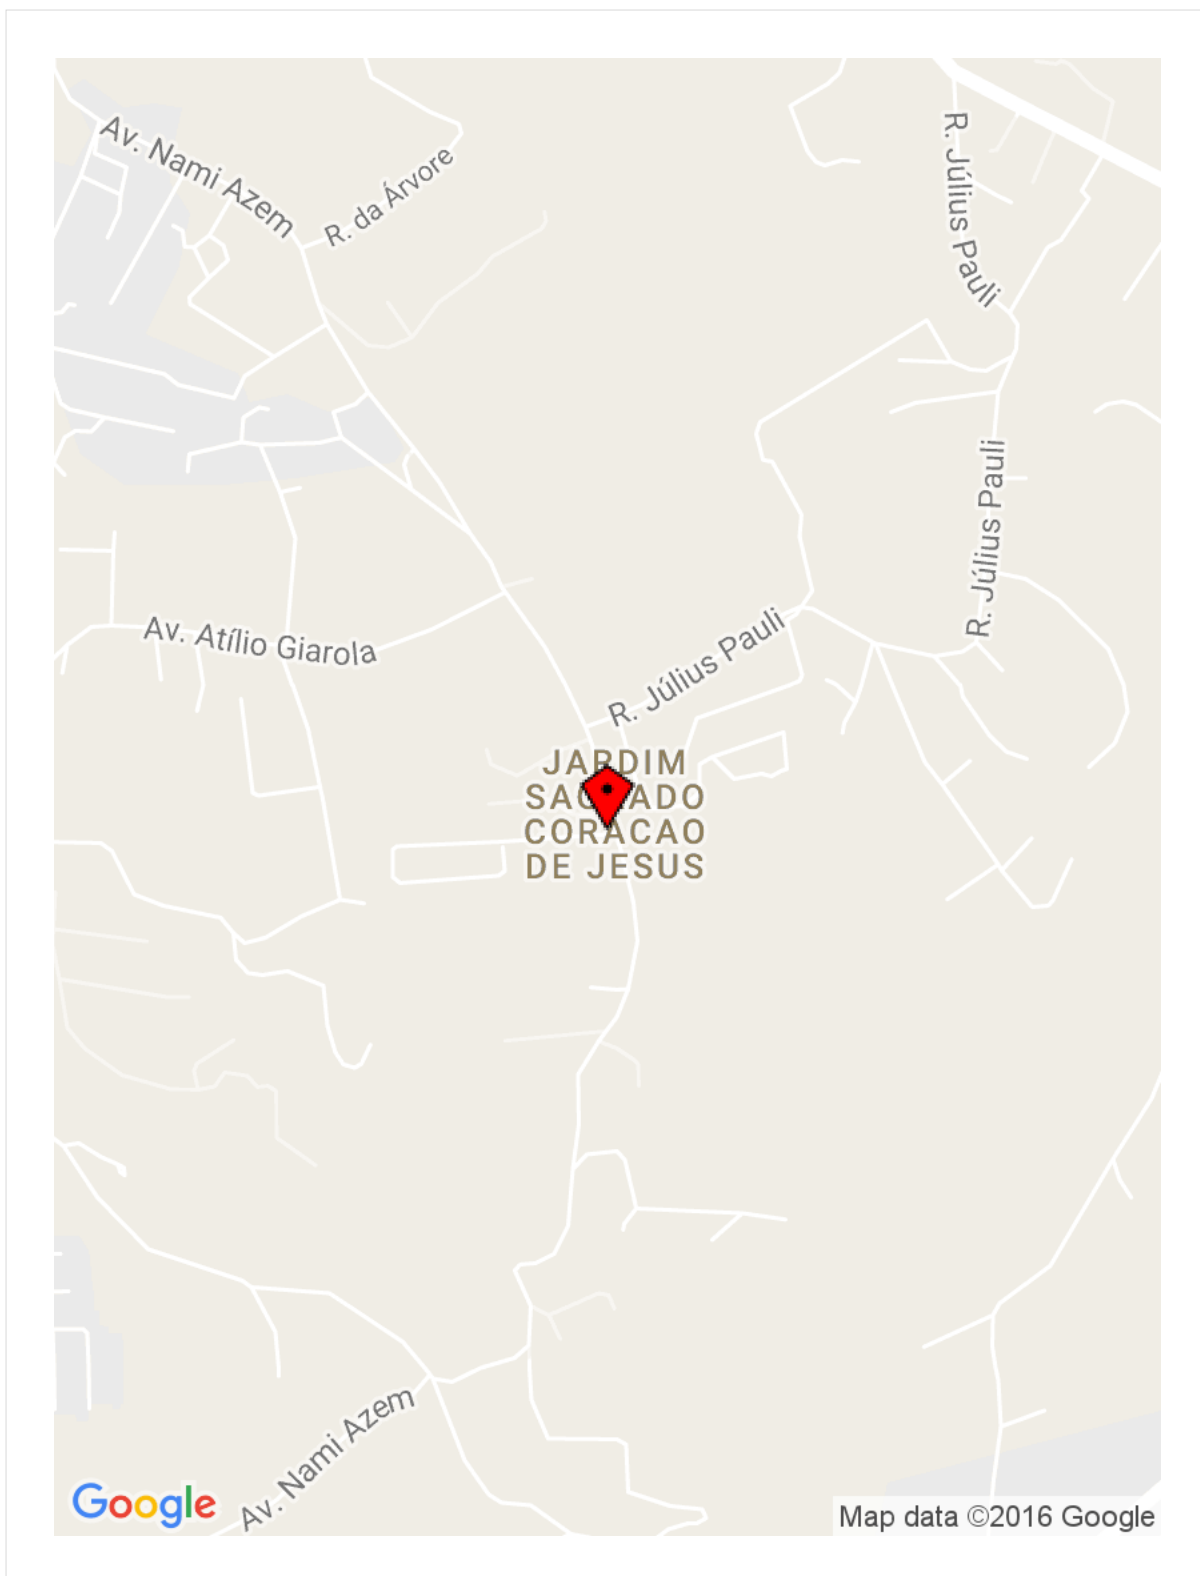 Av. Nami Azem
R. da Árvore
R. Július Pauli
R. Július Pauli
Av. Atílio Giarola
R. Július Pauli
JARDIM
SAGRADO
CORACAO
DE JESUS
Av. Nami Azem
Google
Map data ©2016 Google